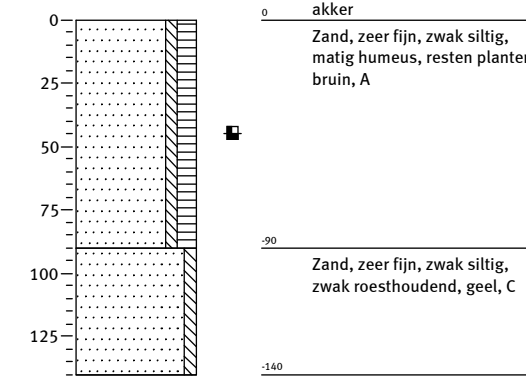 0
25
50
75
100
125
0
akker
Zand, zeer fijn, zwak siltig,
matig humeus, resten planten
bruin, A
-90
Zand, zeer fijn, zwak siltig,
zwak roesthoudend, geel, C
-140